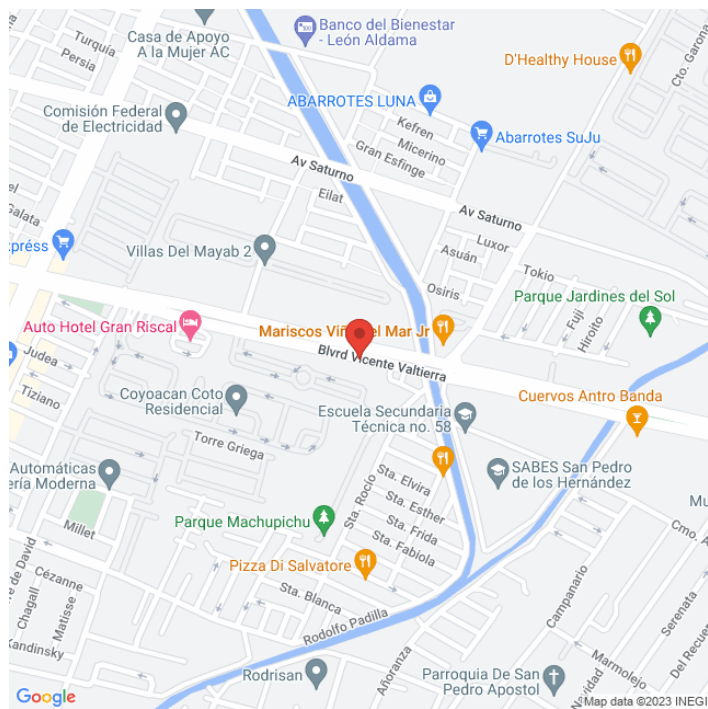 Casa de Apoyo
A la Mujer AC
Banco del Bienestar
- León Aldama
Turquía
Persia
D'Healthy House
Cto. Garona
ABARROTES LUNA
Comisión Federal
de Electricidad
Kefren
Micerino
Gran Esfinge
Abarrotes SuJu
Av Saturno
Eilat
Av Saturno
Galata
Luxor
Villas Del Mayab 2
Asuán
Tokio
Osiris
Parque Jardines del Sol
Fuji
Hiroito
Auto Hotel Gran Riscal
Mariscos Viña del Mar Jr
Blvrd Vicente Valtierra
Judea
Tiziano
Coyoacan Coto
Residencial
Cuervos Antro Banda
Escuela Secundaria
Técnica no. 58
Torre Griega
SABES San Pedro
de los Hernández
Automáticas
Moderna
Sta. Elvira
Sta. Rocío
Sta. Esther
Parque Machupichu
Sta. Frida
Millet
Sta. Fabiola
Cmo. A
Pizza Di Salvatore
Cézanne
de David
Chagall
Matisse
Sta. Blanca
Campanario
Serenata
Kandinsky
Rodolfo Padilla
Rodrisan
Añoranza
Parroquia De San
Pedro Apostol
Marmolejo
Navidad
Del Recuer
Google
Map data ©2023 INEGI